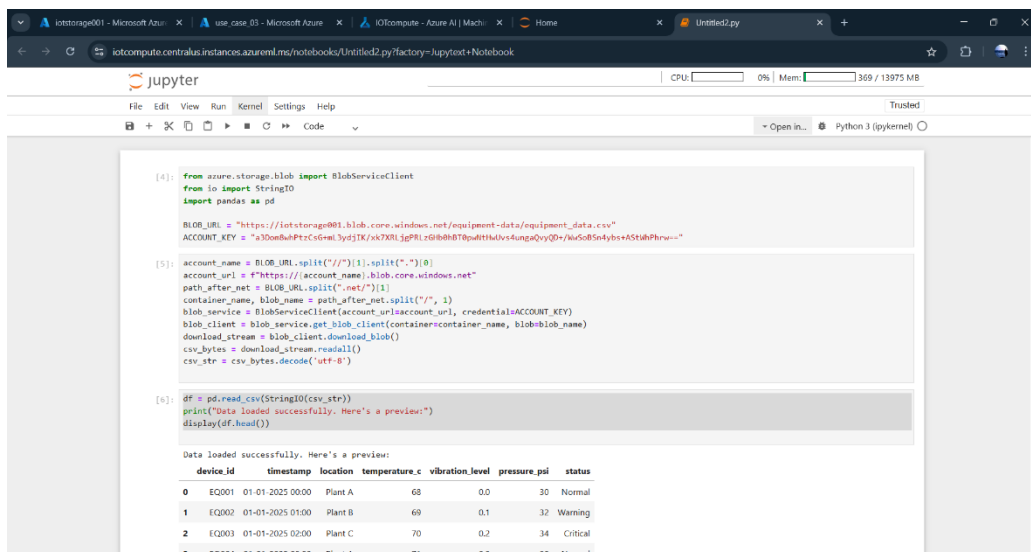 iotstorage001 - Microsoft Azur
use_case_03 - Microsoft Azure
IOTcompute - Azure AI | Machin
Home
Untitled2.py
iotcompute.centralus.instances.azureml.ms/notebooks/Untitled2.py?factory=Jupytext+Notebook
jupyter
CPU: 0% Mem: 369 / 13975 MB
File Edit View Run Kernel Settings Help
Trusted
Code
Open in...
Python 3 (ipykernel)
[4]: from azure.storage.blob import BlobServiceClient
from io import StringIO
import pandas as pd
BLOB_URL = "https://iotstorage001.blob.core.windows.net/equipment-data/equipment_data.csv"
ACCOUNT_KEY =
[5]: account_name = BLOB_URL.split("//")[1].split(".")[0]
account_url = f"https://{account_name}.blob.core.windows.net"
path_after_net = BLOB_URL.split(".net/")[1]
container_name, blob_name = path_after_net.split("/", 1)
blob_service = BlobServiceClient(account_url=account_url, credential=ACCOUNT_KEY)
blob_client = blob_service.get_blob_client(container=container_name, blob=blob_name)
download_stream = blob_client.download_blob()
csv_bytes = download_stream.readall()
csv_str = csv_bytes.decode('utf-8')
[6]: df = pd.read_csv(StringIO(csv_str))
print("Data loaded successfully. Here's a preview:")
display(df.head())
Data loaded successfully. Here's a preview:
device_id timestamp location temperature_c vibration_level pressure_psi status
0 EQ001 01-01-2025 00:00 Plant A 68 0.0 30 Normal
1 EQ002 01-01-2025 01:00 Plant B 69 0.1 32 Warning
2 EQ003 01-01-2025 02:00 Plant C 70 0.2 34 Critical